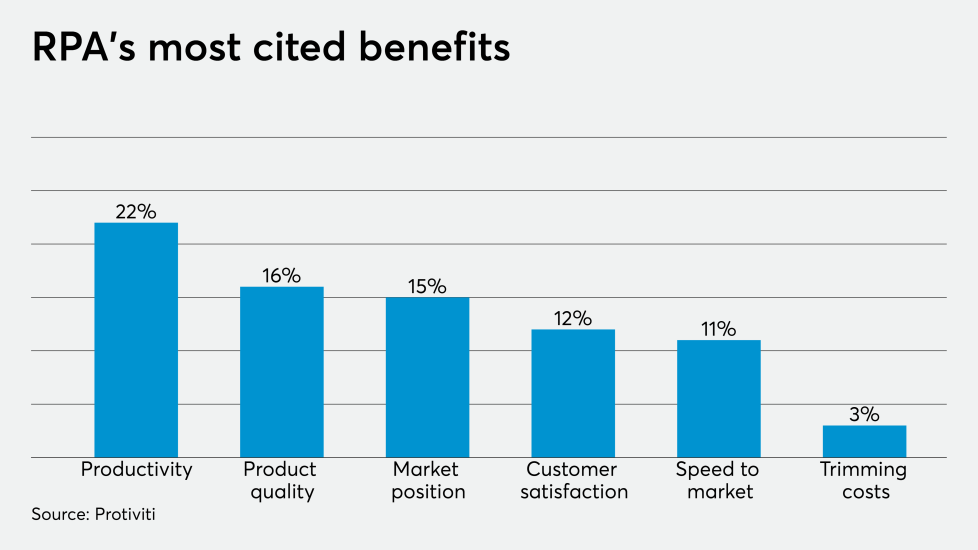 RPA's most cited benefits
22%
16%
15%
12%
11%
3%
Productivity
Product
quality
Market
position
Customer
satisfaction
Speed to
market
Trimming
costs
Source: Protiviti